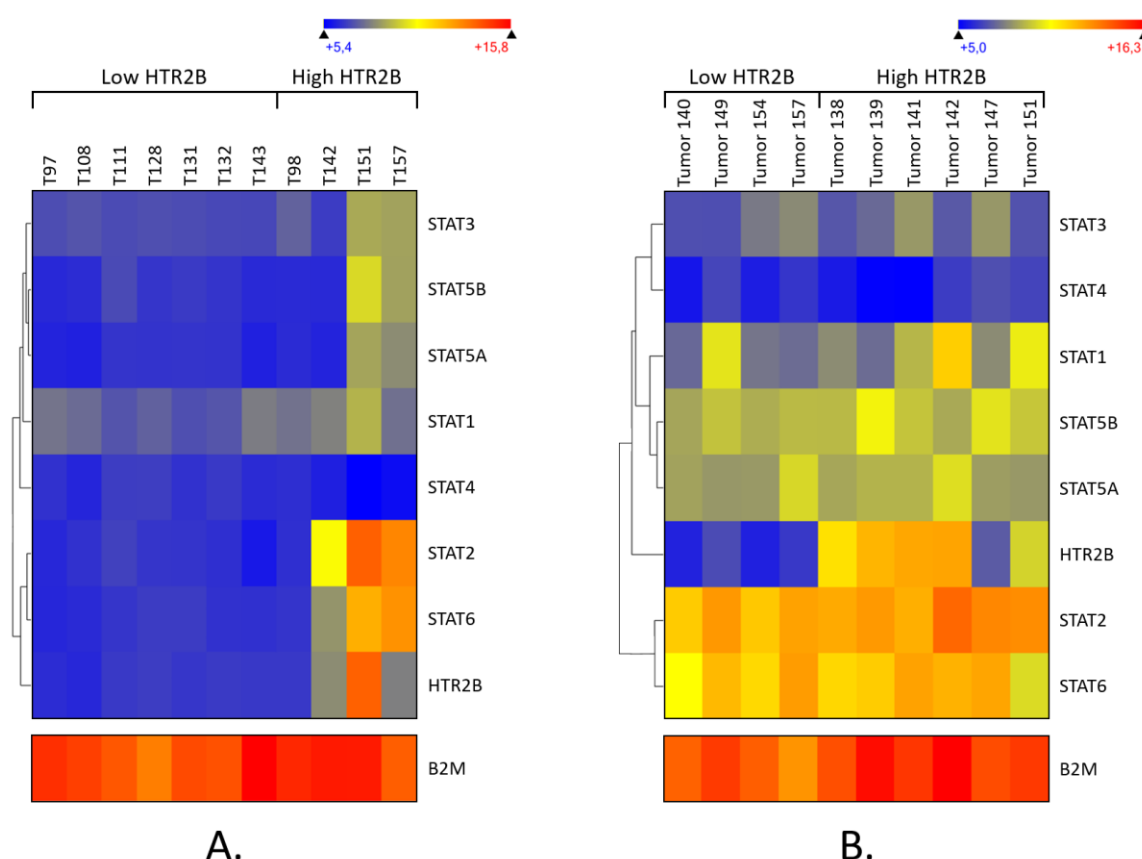 +5,4
+15,8
Low HTR2B
High HTR2B
T97
T108
T111
T128
T131
T132
T143
T98
T142
T151
T157
STAT3
STAT5B
STAT5A
STAT1
STAT4
STAT2
STAT6
HTR2B
B2M
A.
+5,0
+16,3
Low HTR2B
High HTR2B
Tumor 140
Tumor 149
Tumor 154
Tumor 157
Tumor 138
Tumor 139
Tumor 141
Tumor 142
Tumor 147
Tumor 151
STAT3
STAT4
STAT1
STAT5B
STAT5A
HTR2B
STAT2
STAT6
B2M
B.